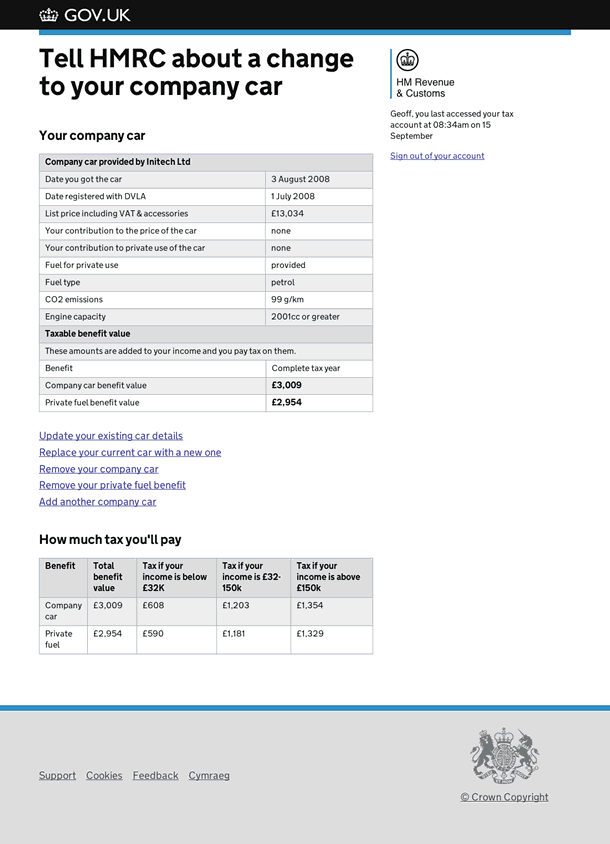 GOV.UK
Tell HMRC about a change
to your company car
HM Revenue
& Customs
Geoff, you last accessed your tax
account at 08:34am on 15
September
Sign out of your account
Your company car
Company car provided by Initech Ltd
Date you got the car 3 August 2008
Date registered with DVLA 1 July 2008
List price including VAT & accessories £13,034
Your contribution to the price of the car none
Your contribution to private use of the car none
Fuel for private use provided
Fuel type petrol
CO2 emissions 99 g/km
Engine capacity 2001cc or greater
Taxable benefit value
These amounts are added to your income and you pay tax on them.
Benefit Complete tax year
Company car benefit value £3,009
Private fuel benefit value £2,954
Update your existing car details
Replace your current car with a new one
Remove your company car
Remove your private fuel benefit
Add another company car
How much tax you'll pay
Benefit Total Tax if your Tax if your Tax if your
benefit income is below income is £32- income is above
value £32K 150k £150k
Company £3,009 £608 £1,203 £1,354
car
Private £2,954 £590 £1,181 £1,329
fuel
Support Cookies Feedback Cymraeg
© Crown Copyright